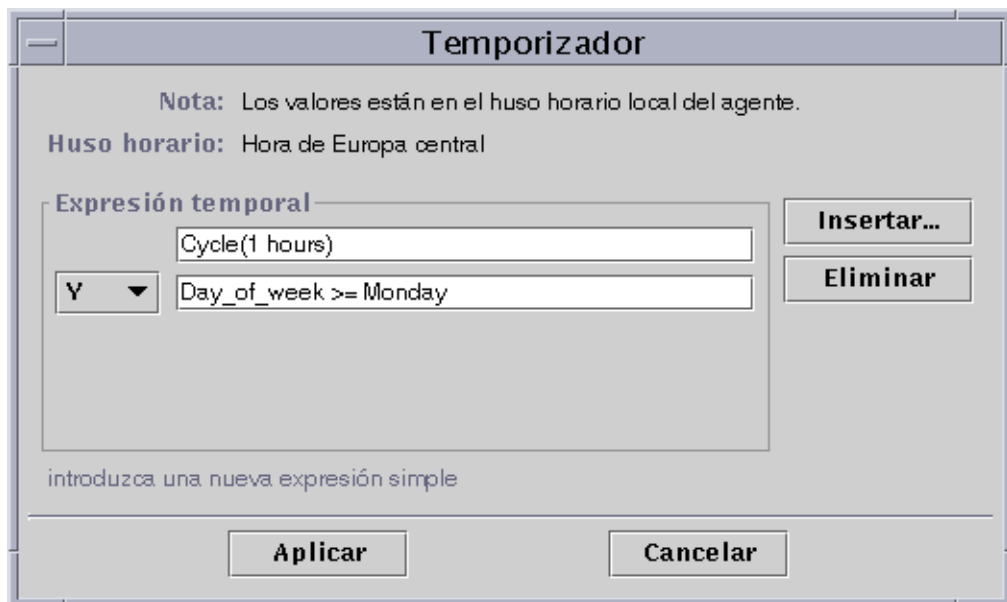 Temporizador
Nota: Los valores están en el huso horario local del agente.
Huso horario: Hora de Europa central
Expresión temporal
Cycle(1 hours)
Insertar...
Y Day_of_week >= Monday
Eliminar
introduzca una nueva expresión simple
Aplicar Cancelar